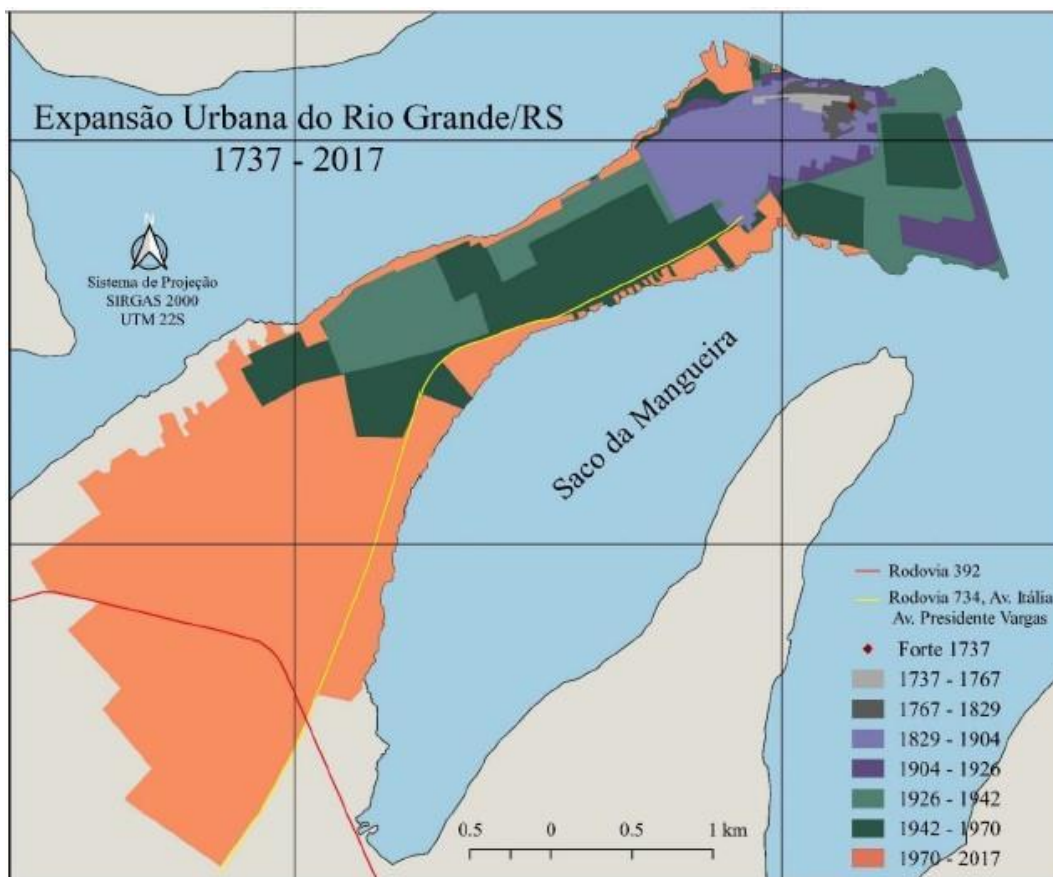 Expansão Urbana do Rio Grande/RS
1737 - 2017
N
Sistema de Projeção
SIRGAS 2000
UTM 22S
Saco da Mangueira
Rodovia 392
Rodovia 734, Av. Itália
Av. Presidente Vargas
Forte 1737
1737 - 1767
1767 - 1829
1829 - 1904
1904 - 1926
1926 - 1942
1942 - 1970
1970 - 2017
0.5 0 0.5 1 km